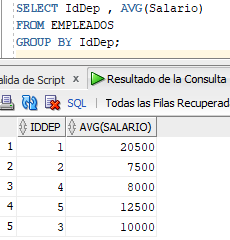 SELECT IdDep , AVG(Salario)
FROM EMPLEADOS
GROUP BY IdDep;
alida de Script × Resultado de la Consulta
SQL | Todas las Filas Recuperad
IDDEP AVG(SALARIO)
1 1 20500
2 2 7500
3 4 8000
4 5 12500
5 3 10000